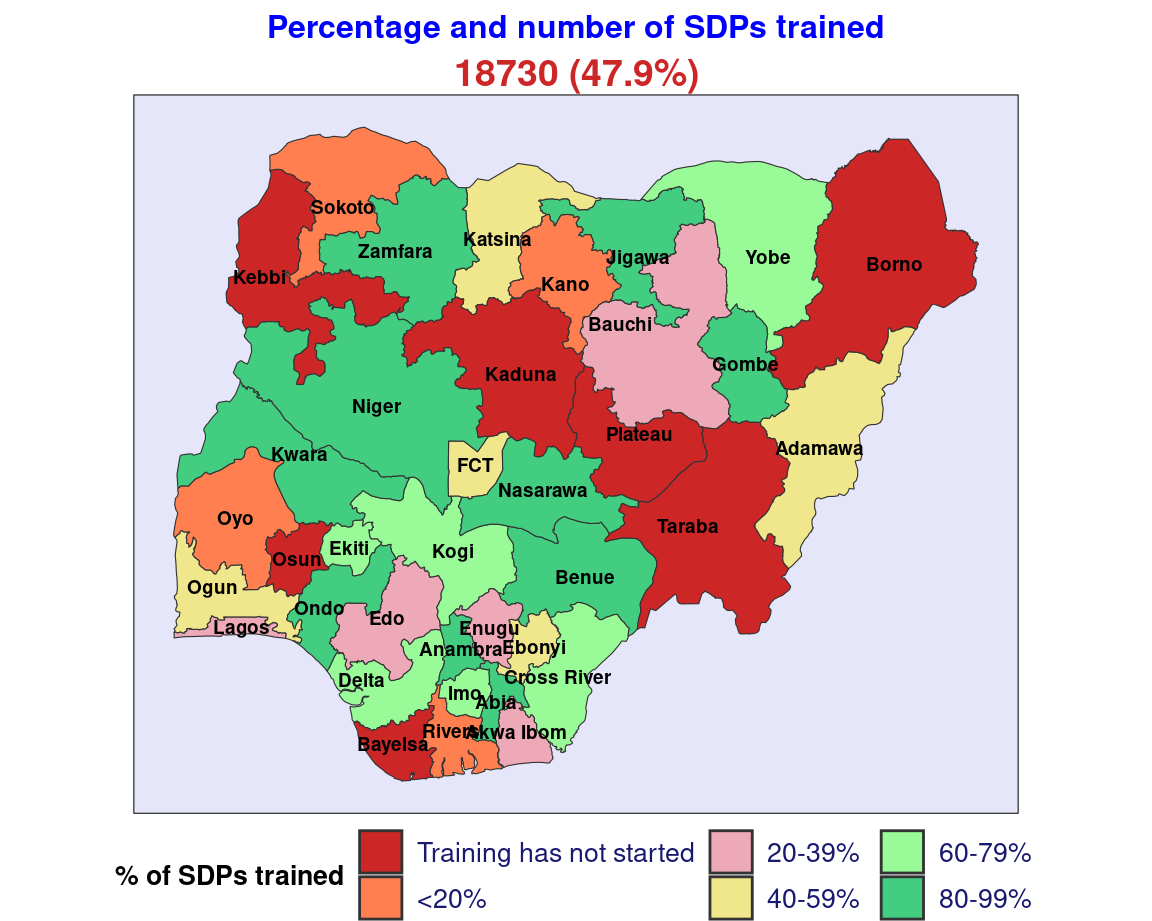 Percentage and number of SDPs trained
18730 (47.9%)
Sokoto
Zamfara
Katsina
Kebbi
Kano
Jigawa
Yobe
Borno
Bauchi
Kaduna
Gombe
Niger
Plateau
Adamawa
Kwara
FCT
Nasarawa
Oyo
Taraba
Osun
Ekiti
Kogi
Ogun
Benue
Ondo
Edo
Lagos
Enugu
Anambra
Ebonyi
Delta
Cross River
Imo
Abia
Bayelsa
Rivers
Akwa Ibom
% of SDPs trained
Training has not started
<20%
20-39%
40-59%
60-79%
80-99%